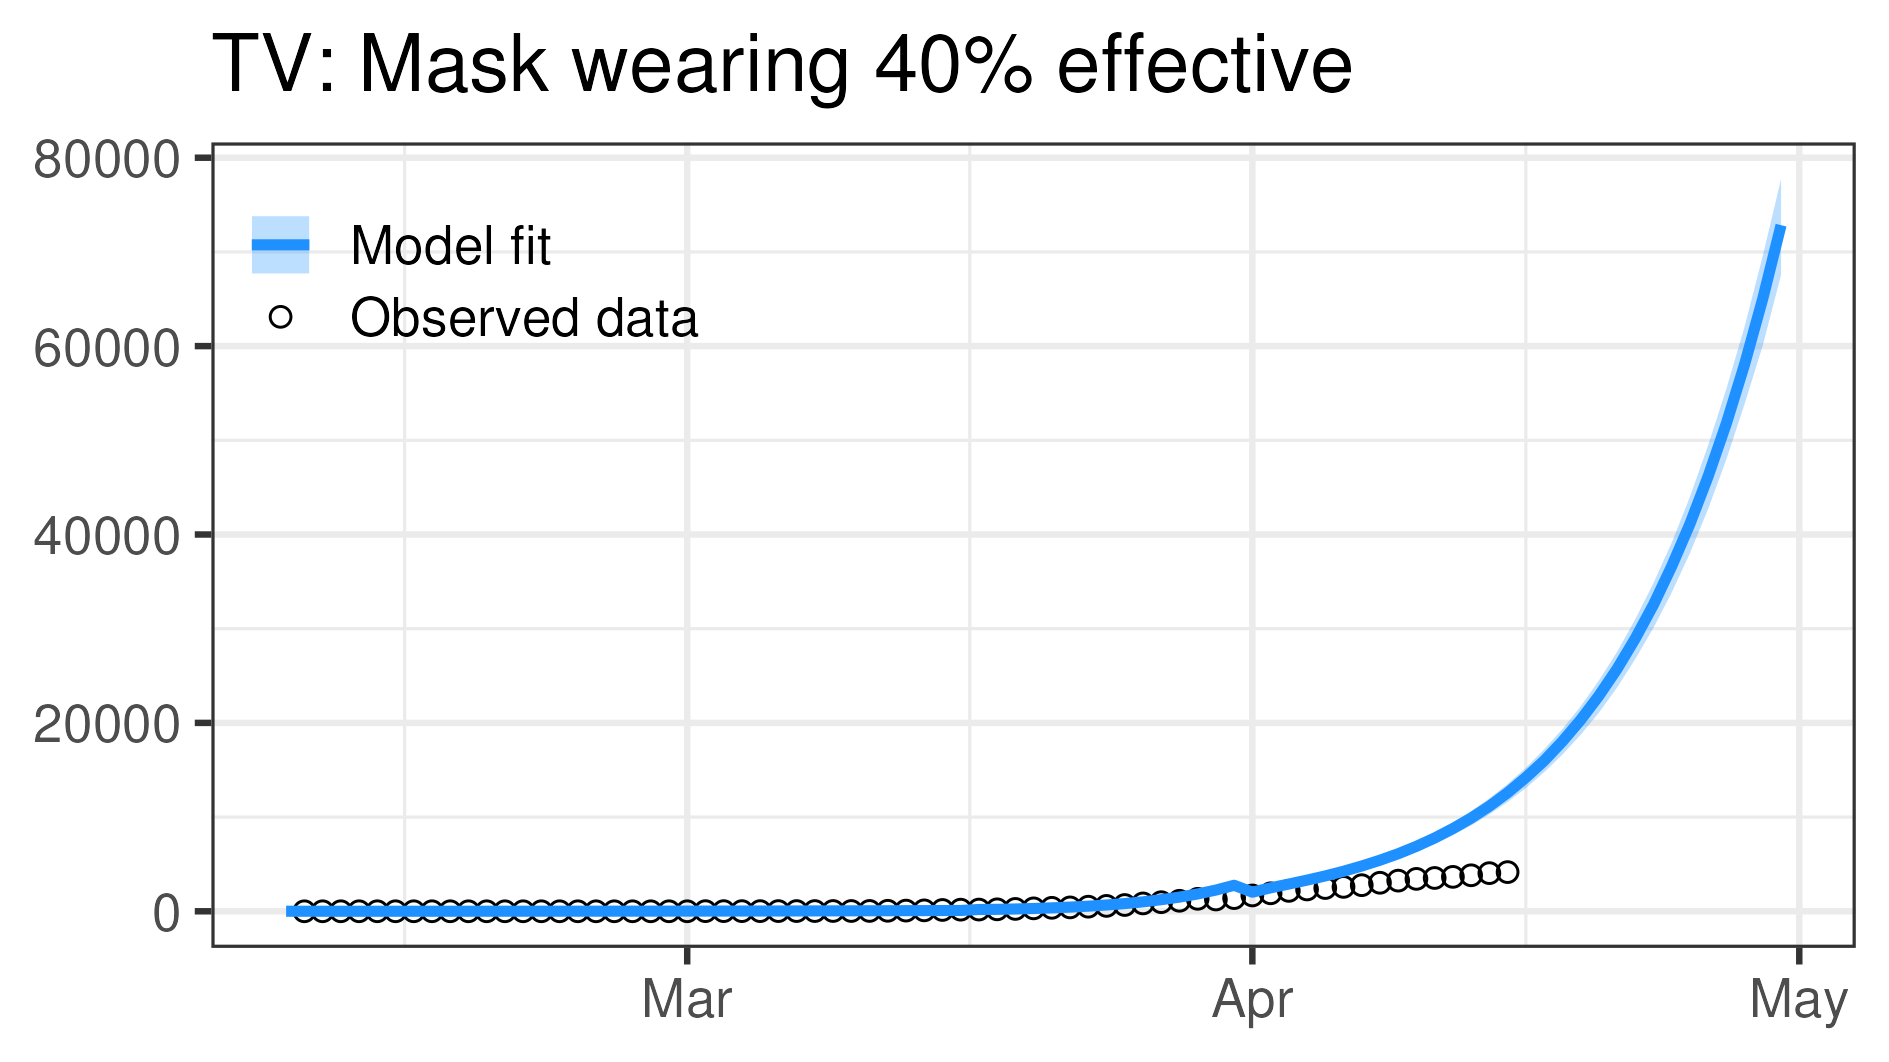 TV: Mask wearing 40% effective
80000
Model fit
Observed data
60000
40000
20000
0
Mar Apr May